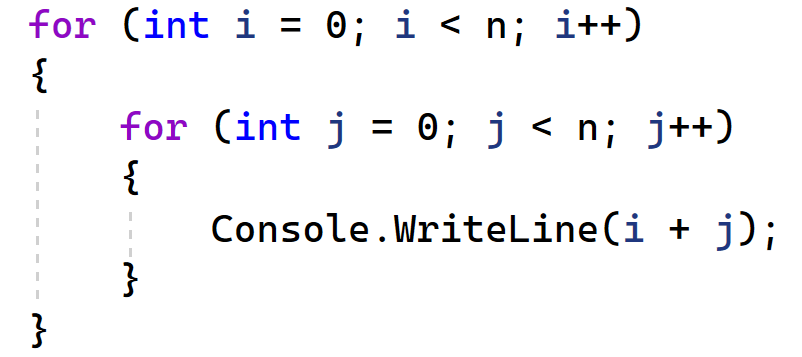 for (int i = 0; i < n; i++)
{
    for (int j = 0; j < n; j++)
    {
        Console.WriteLine(i + j);
    }
}